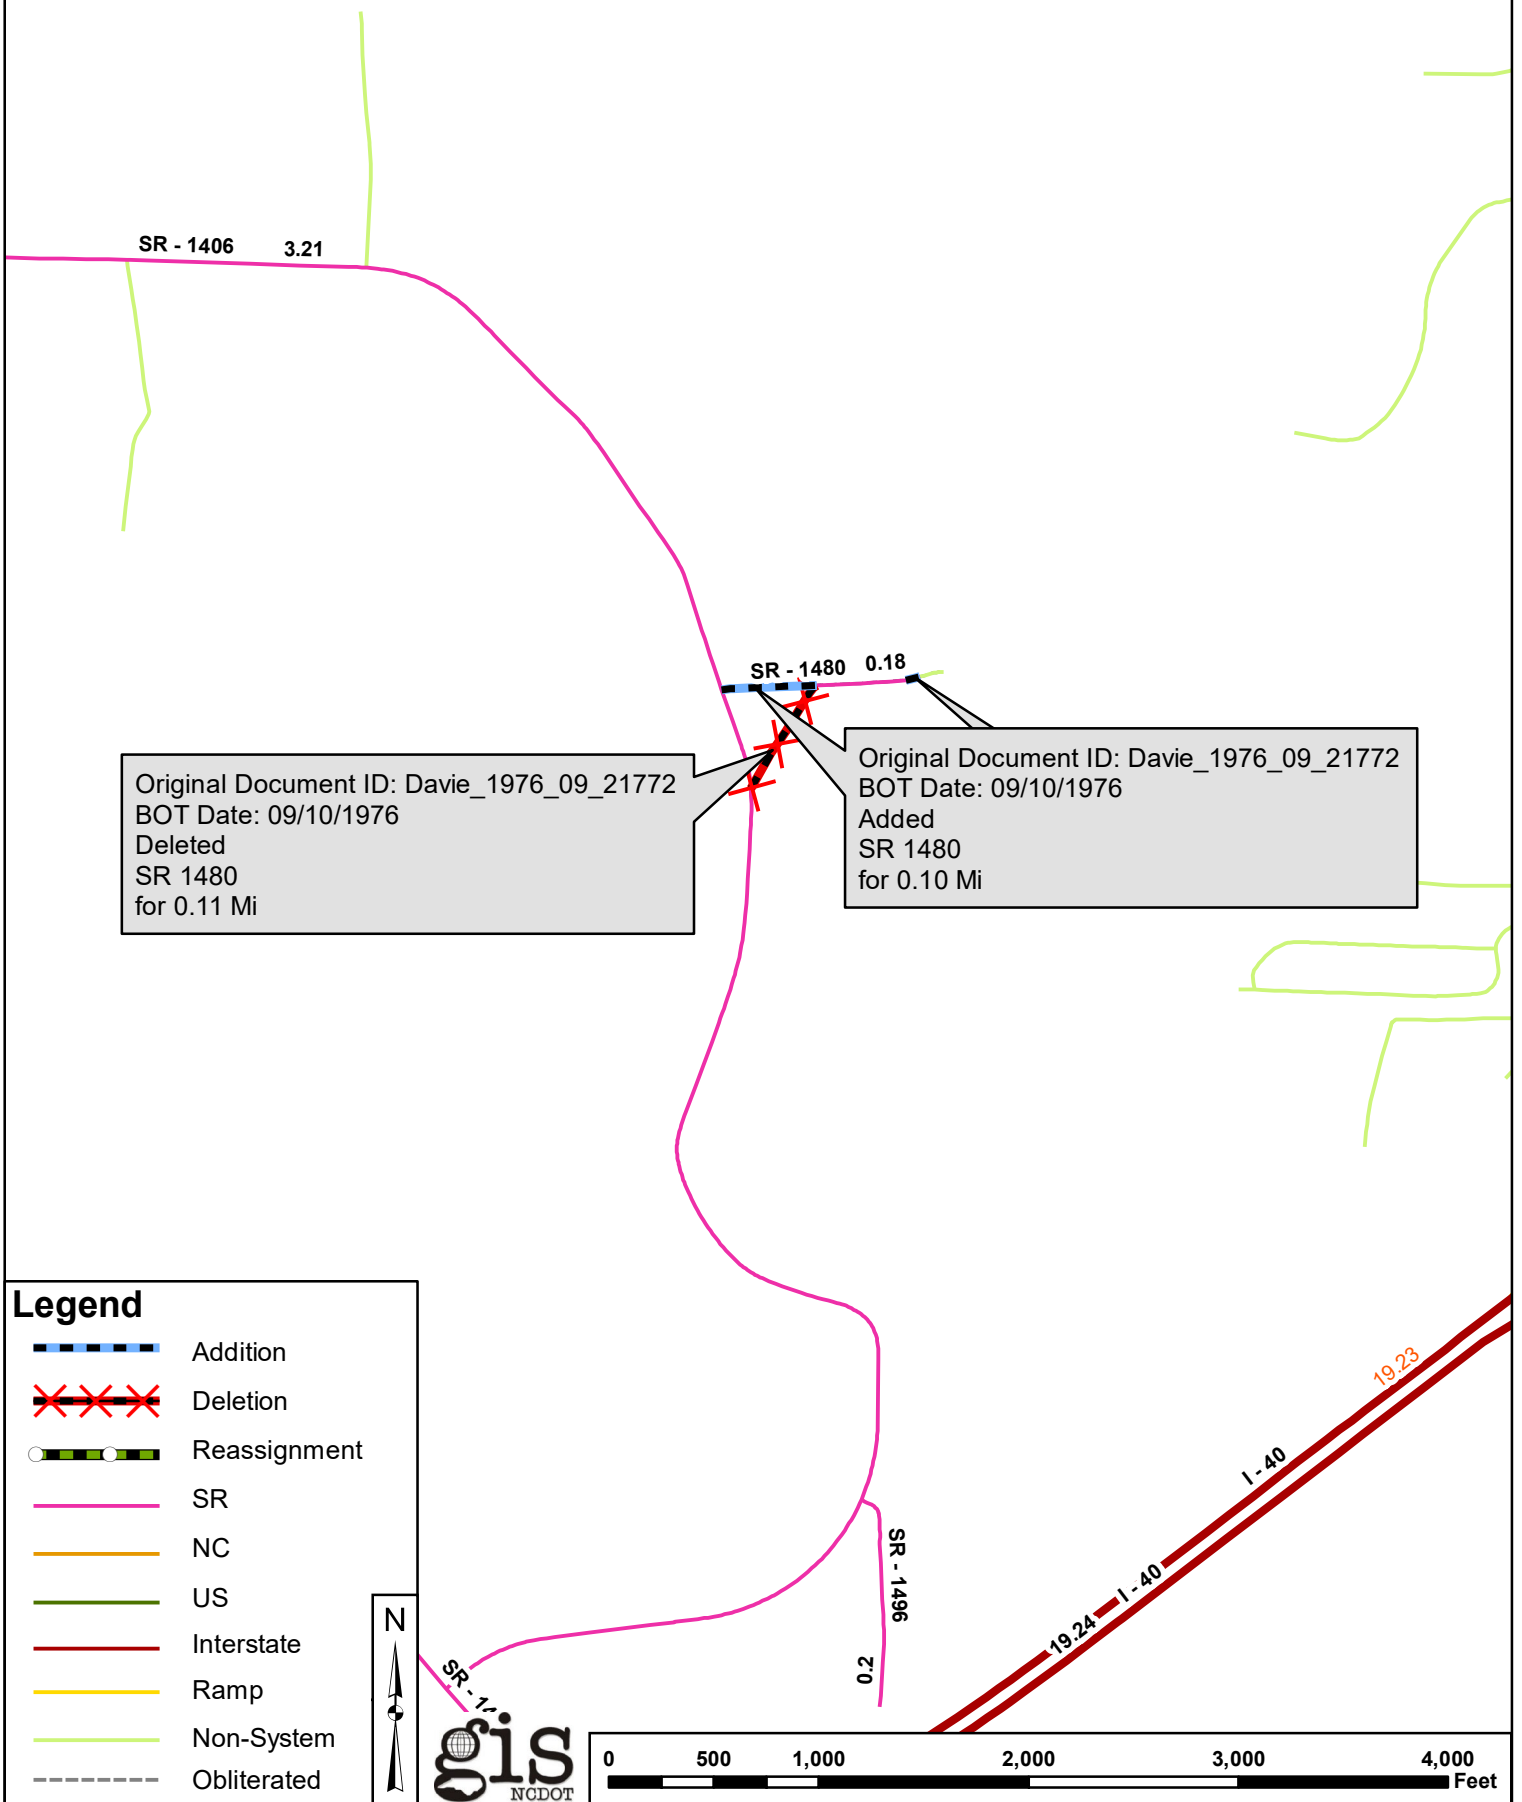 SR - 1406 3.21
SR - 1480 0.18
Original Document ID: Davie_1976_09_21772
BOT Date: 09/10/1976
Deleted
SR 1480
for 0.11 Mi
Original Document ID: Davie_1976_09_21772
BOT Date: 09/10/1976
Added
SR 1480
for 0.10 Mi
19.23
I - 40
I - 40
19.24
SR - 1496
0.2
Legend
Addition
Deletion
Reassignment
SR
NC
US
Interstate
Ramp
Non-System
Obliterated
N
gis
NCDOT
0 500 1,000 2,000 3,000 4,000
Feet